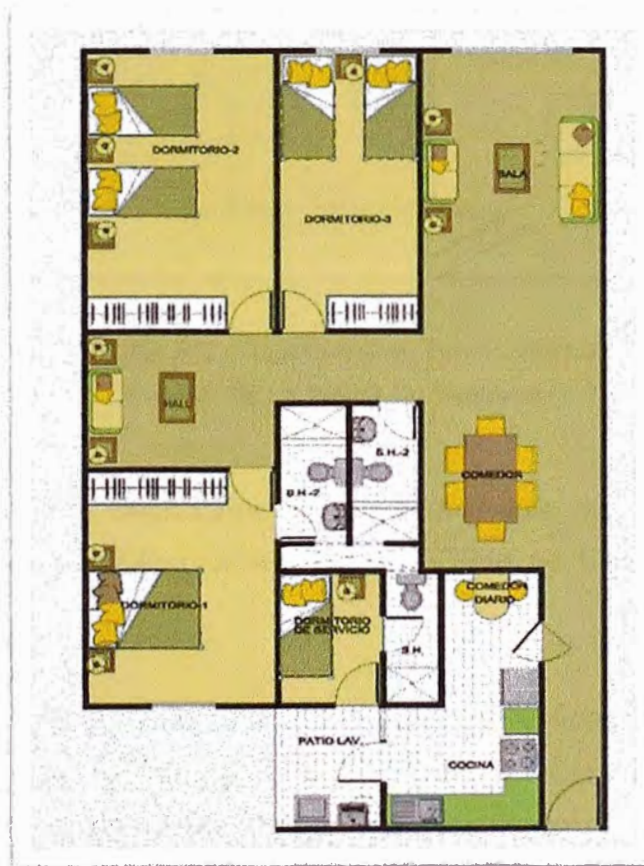 DORMITORIO-2
DORMITORIO-3
SALA
HALL
S.H.-2
S.H.-2
COMEDOR
DORMITORIO-1
DORMITORIO
DE SERVICIO
S.H.
COMEDOR
DIARIO
PATIO LAV.
COCINA